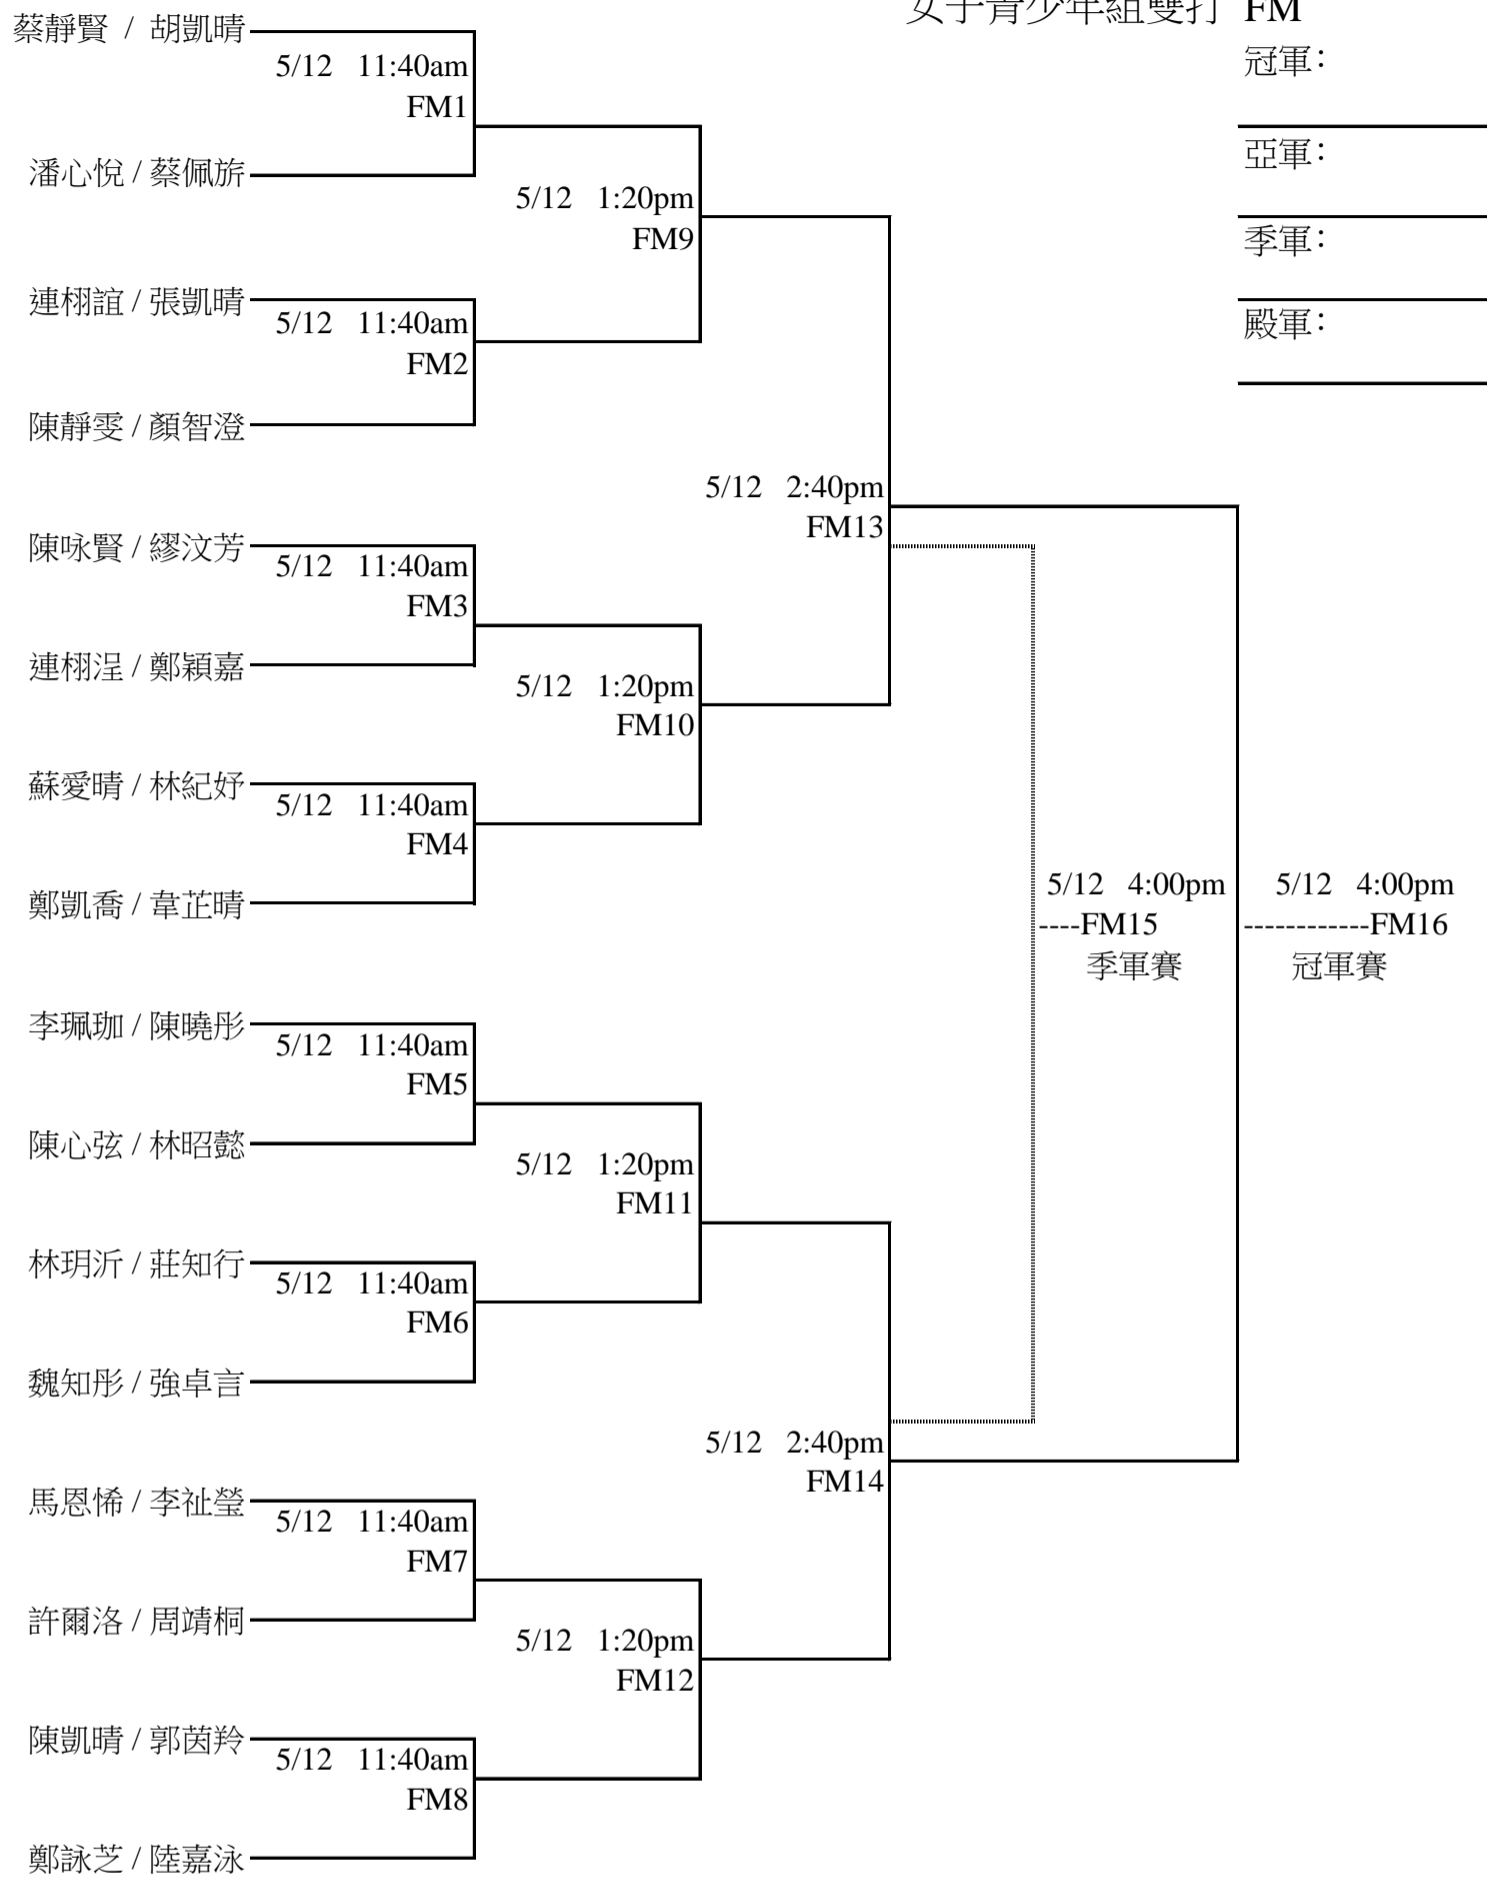 女子青少年組雙打 FM
蔡靜賢 / 胡凱晴
冠軍：
5/12 11:40am
FM1
亞軍：
潘心悅 / 蔡佩旂
5/12 1:20pm
FM9
季軍：
連栩誼 / 張凱晴
5/12 11:40am
FM2
殿軍：
陳靜雯 / 顏智澄
5/12 2:40pm
FM13
陳咏賢 / 繆汶芳
5/12 11:40am
FM3
連栩浧 / 鄭穎嘉
5/12 1:20pm
FM10
蘇愛晴 / 林紀妤
5/12 11:40am
FM4
鄭凱喬 / 韋芷晴
5/12 4:00pm 5/12 4:00pm
----FM15 ------------FM16
季軍賽 冠軍賽
李珮珈 / 陳曉彤
5/12 11:40am
FM5
陳心弦 / 林昭懿
5/12 1:20pm
FM11
林玥沂 / 莊知行
5/12 11:40am
FM6
魏知彤 / 強卓言
5/12 2:40pm
FM14
馬恩悕 / 李祉瑩
5/12 11:40am
FM7
許爾洛 / 周靖桐
5/12 1:20pm
FM12
陳凱晴 / 郭茵羚
5/12 11:40am
FM8
鄭詠芝 / 陸嘉泳